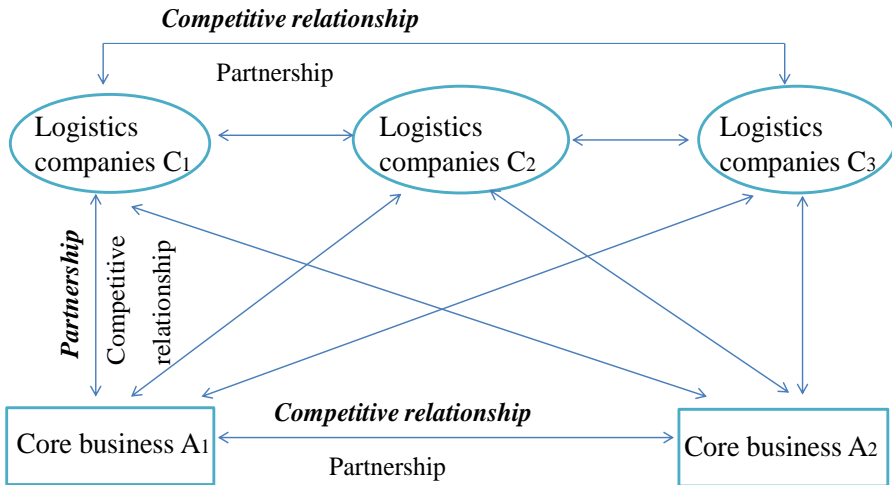 Competitive relationship
Partnership
Logistics
companies C1
Logistics
companies C2
Logistics
companies C3
Partnership
Competitive
relationship
Core business A1
Competitive relationship
Partnership
Core business A2